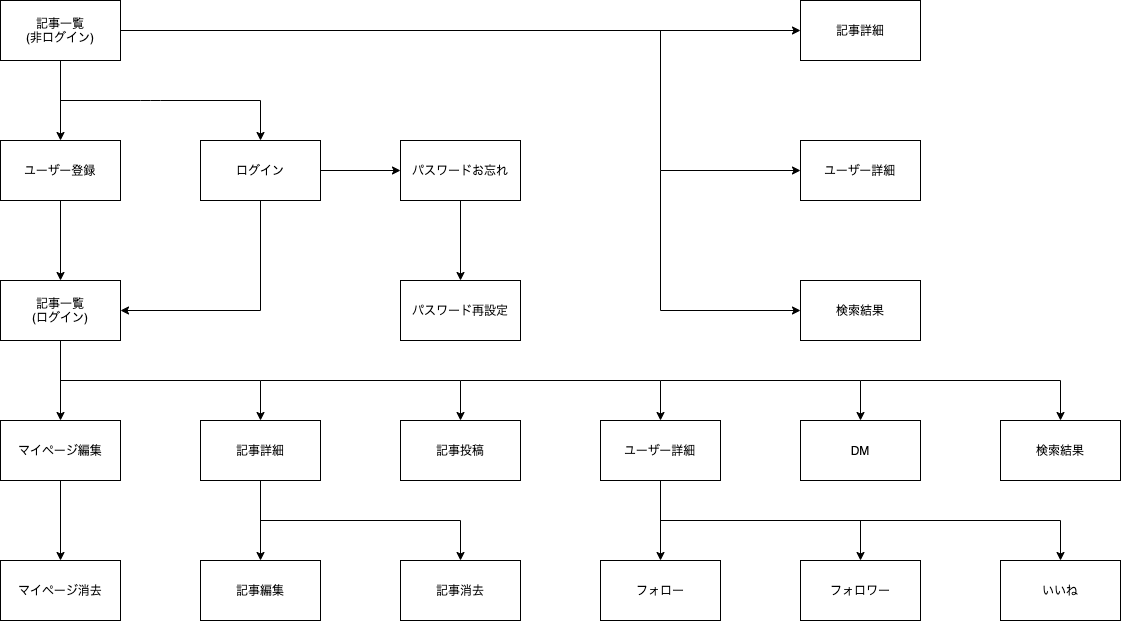 記事一覧
(非ログイン)
記事詳細
ユーザー登録
ログイン
パスワードお忘れ
ユーザー詳細
記事一覧
(ログイン)
パスワード再設定
検索結果
マイページ編集
記事詳細
記事投稿
ユーザー詳細
DM
検索結果
マイページ消去
記事編集
記事消去
フォロー
フォロワー
いいね